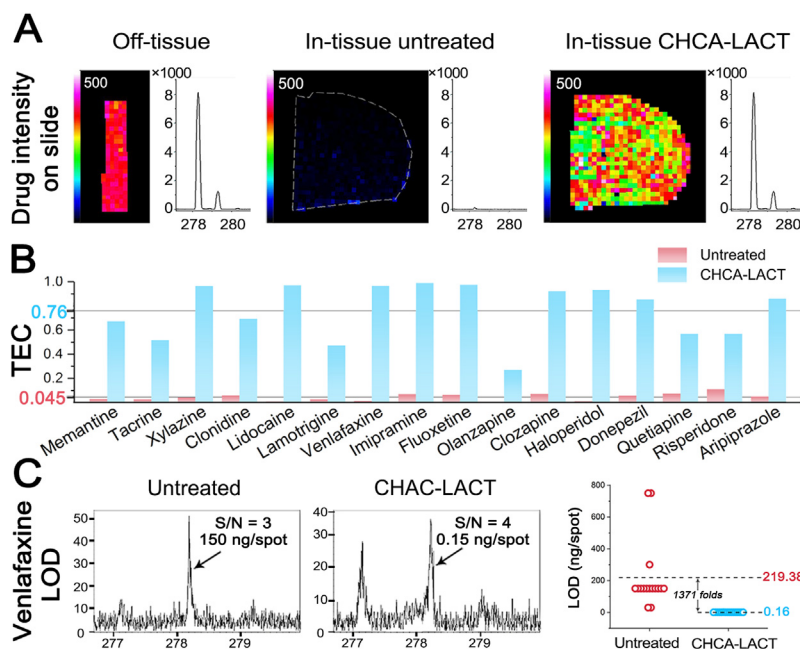 A
Off-tissue
In-tissue untreated
In-tissue CHCA-LACT
Drug intensity
on slide
500
×1000
8
6
4
2
0
278 280
500
×1000
8
6
4
2
0
278 280
500
×1000
8
6
4
2
0
278 280
B
Untreated
CHCA-LACT
TEC
1.0
0.76
0.6
0.4
0.2
0.045
Memantine
Tacrine
Xylazine
Clonidine
Lidocaine
Lamotrigine
Venlafaxine
Imipramine
Fluoxetine
Olanzapine
Clozapine
Haloperidol
Donepezil
Quetiapine
Risperidone
Aripiprazole
C
Venlafaxine
LOD
Untreated
50
40
30
20
10
0
S/N = 3
150 ng/spot
277 278 279
CHAC-LACT
40
30
20
10
0
S/N = 4
0.15 ng/spot
277 278 279
LOD (ng/spot)
800
600
400
200
0
219.38
1371 folds
0.16
Untreated CHCA-LACT